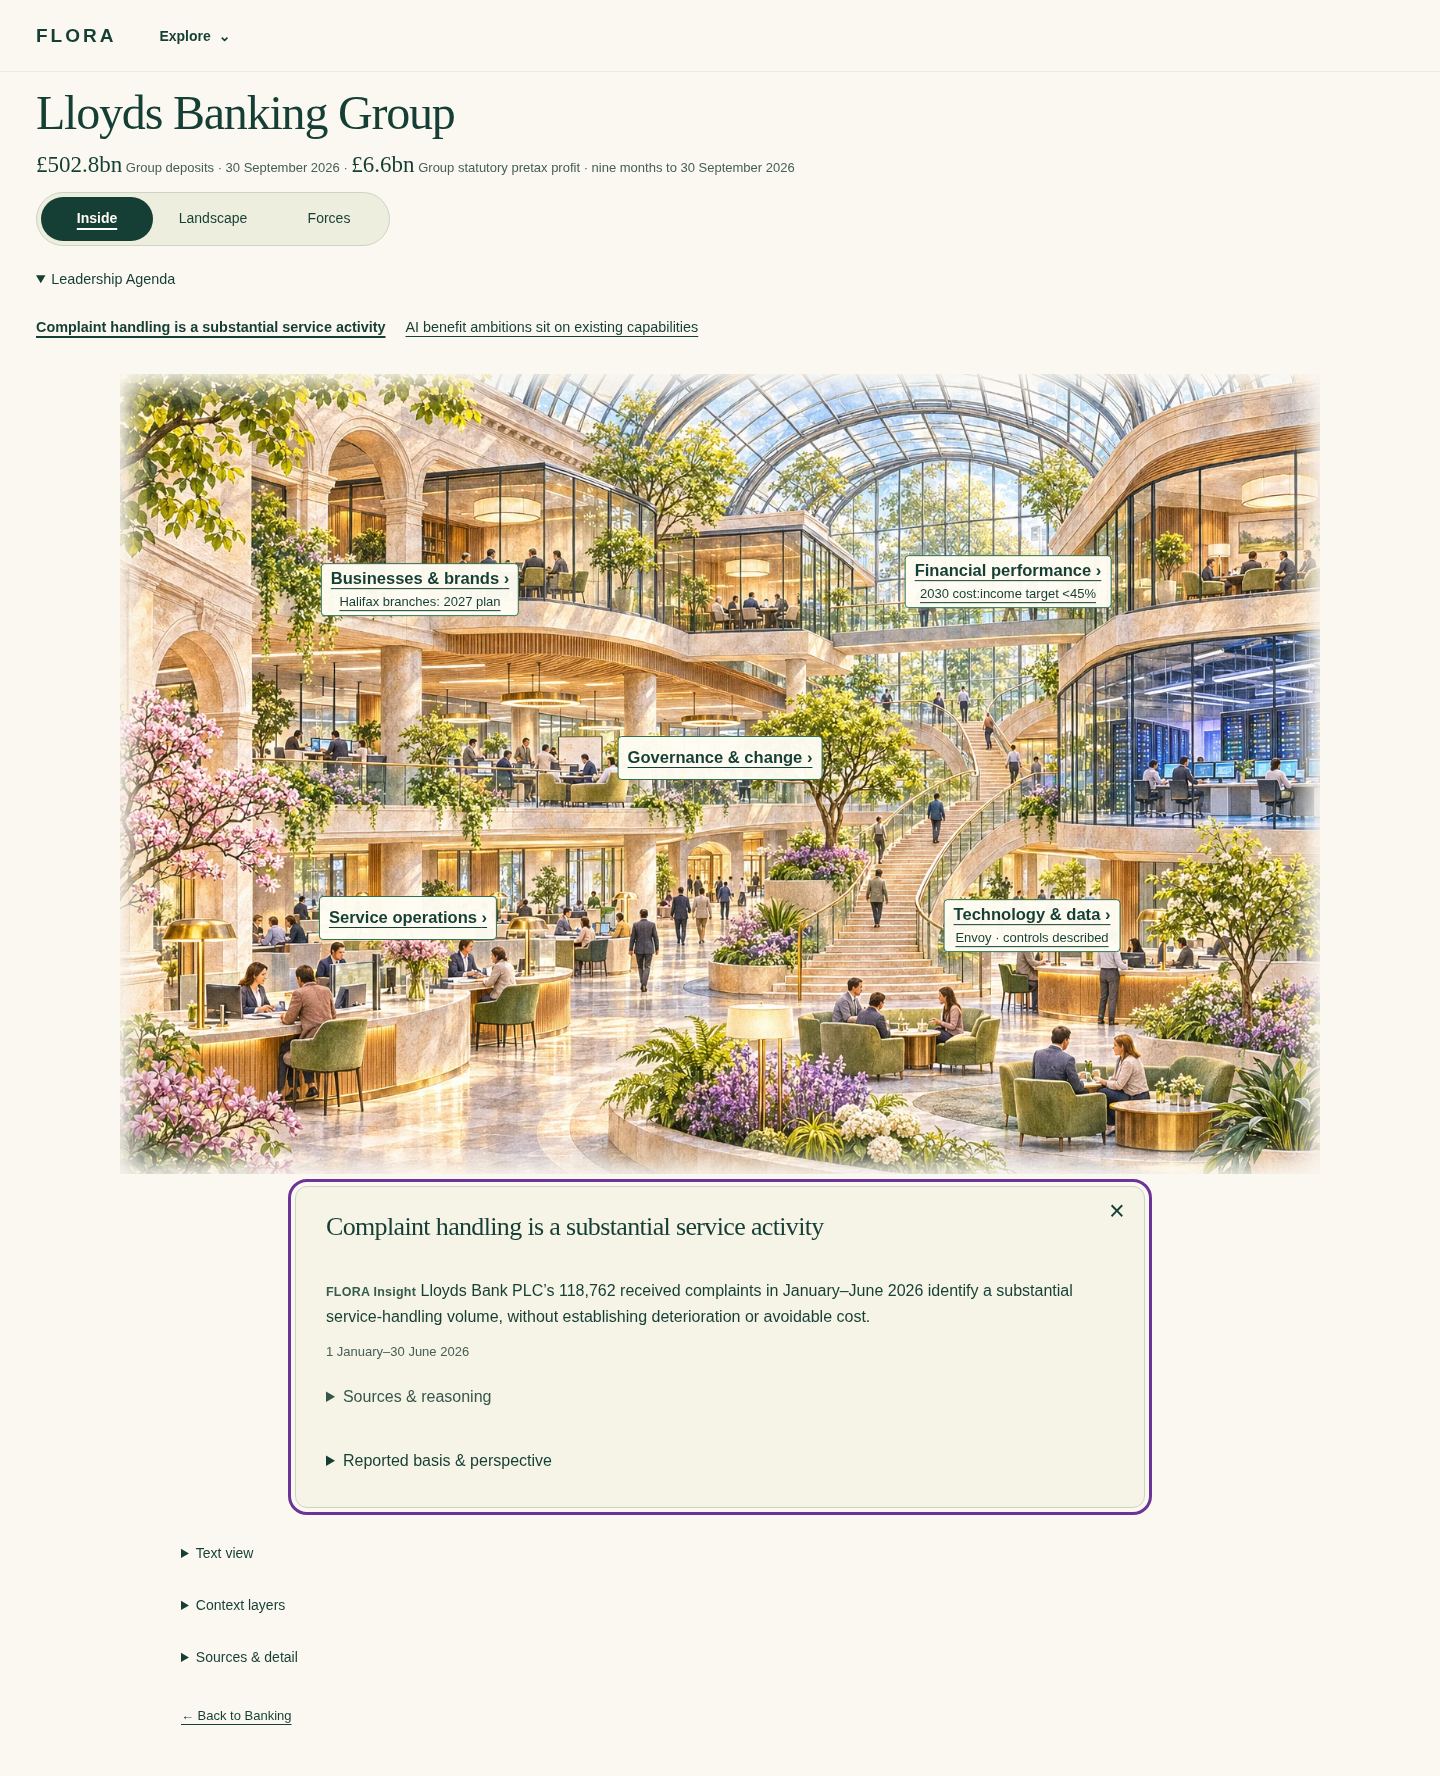 FLORA
Explore ⌄
Lloyds Banking Group
£502.8bn Group deposits · 30 September 2026 · £6.6bn Group statutory pretax profit · nine months to 30 September 2026
Inside
Landscape
Forces
▼ Leadership Agenda
Complaint handling is a substantial service activity
AI benefit ambitions sit on existing capabilities
Businesses & brands ›
Halifax branches: 2027 plan
Financial performance ›
2030 cost:income target <45%
Governance & change ›
Service operations ›
Technology & data ›
Envoy · controls described
Complaint handling is a substantial service activity
✕
FLORA Insight Lloyds Bank PLC’s 118,762 received complaints in January–June 2026 identify a substantial
service-handling volume, without establishing deterioration or avoidable cost.
1 January–30 June 2026
▶ Sources & reasoning
▶ Reported basis & perspective
▶ Text view
▶ Context layers
▶ Sources & detail
← Back to Banking